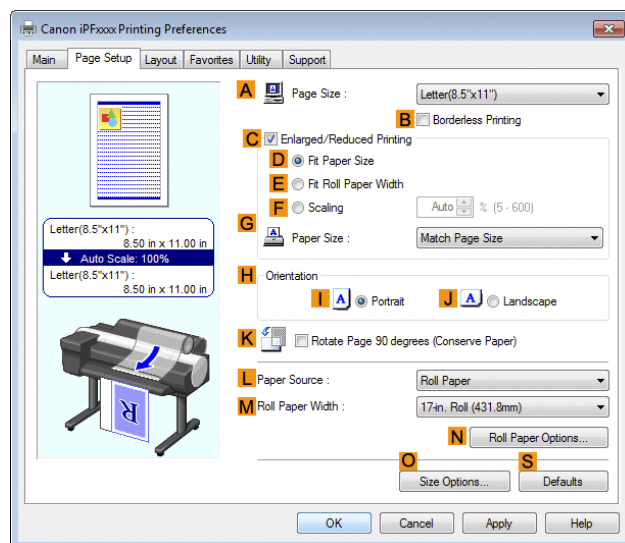 Canon iPFxxxx Printing Preferences
Main Page Setup Layout Favorites Utility Support
A Page Size : Letter(8.5"x11")
B Borderless Printing
C Enlarged/Reduced Printing
D Fit Paper Size
E Fit Roll Paper Width
F Scaling Auto % (5 - 600)
G Paper Size : Match Page Size
Letter(8.5"x11") :
8.50 in x 11.00 in
Auto Scale: 100%
Letter(8.5"x11") :
8.50 in x 11.00 in
H Orientation
I A Portrait J A Landscape
K Rotate Page 90 degrees (Conserve Paper)
L Paper Source : Roll Paper
M Roll Paper Width : 17-in. Roll (431.8mm)
N Roll Paper Options...
R
O S
Size Options... Defaults
OK Cancel Apply Help